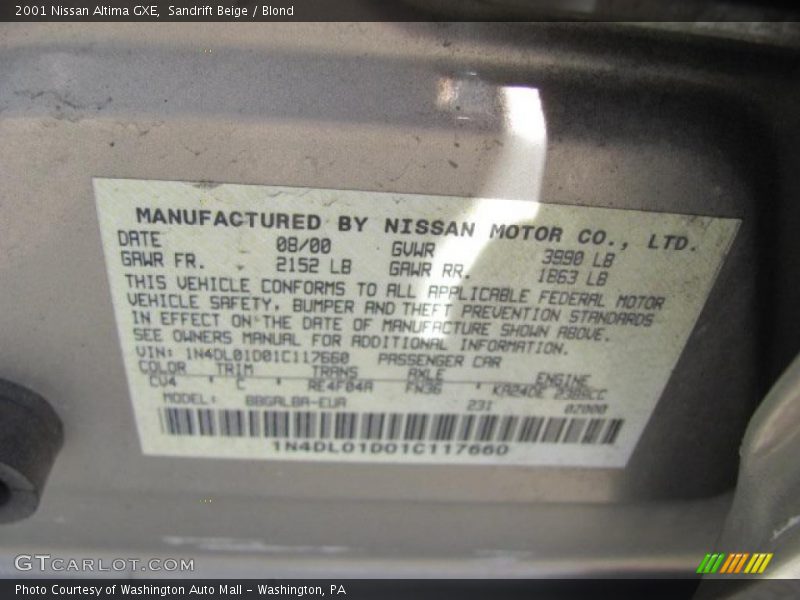 2001 Nissan Altima GXE, Sandrift Beige / Blond
MANUFACTURED BY NISSAN MOTOR CO., LTD.
DATE 08/00 GVWR 3990 LB
GAWR FR. 2152 LB GAWR RR. 1863 LB
THIS VEHICLE CONFORMS TO ALL APPLICABLE FEDERAL MOTOR
VEHICLE SAFETY, BUMPER AND THEFT PREVENTION STANDARDS
IN EFFECT ON THE DATE OF MANUFACTURE SHOWN ABOVE.
SEE OWNERS MANUAL FOR ADDITIONAL INFORMATION.
VIN: 1N4DL01D01C117660 PASSENGER CAR
COLOR TRIM TRANS AXLE ENGINE
CV4 C RE4F04A FN36 KA24DE 2389CC
MODEL: BBGALBA-EUA 231 02000
1N4DL01D01C117660
GTCARLOT.COM
Photo Courtesy of Washington Auto Mall – Washington, PA